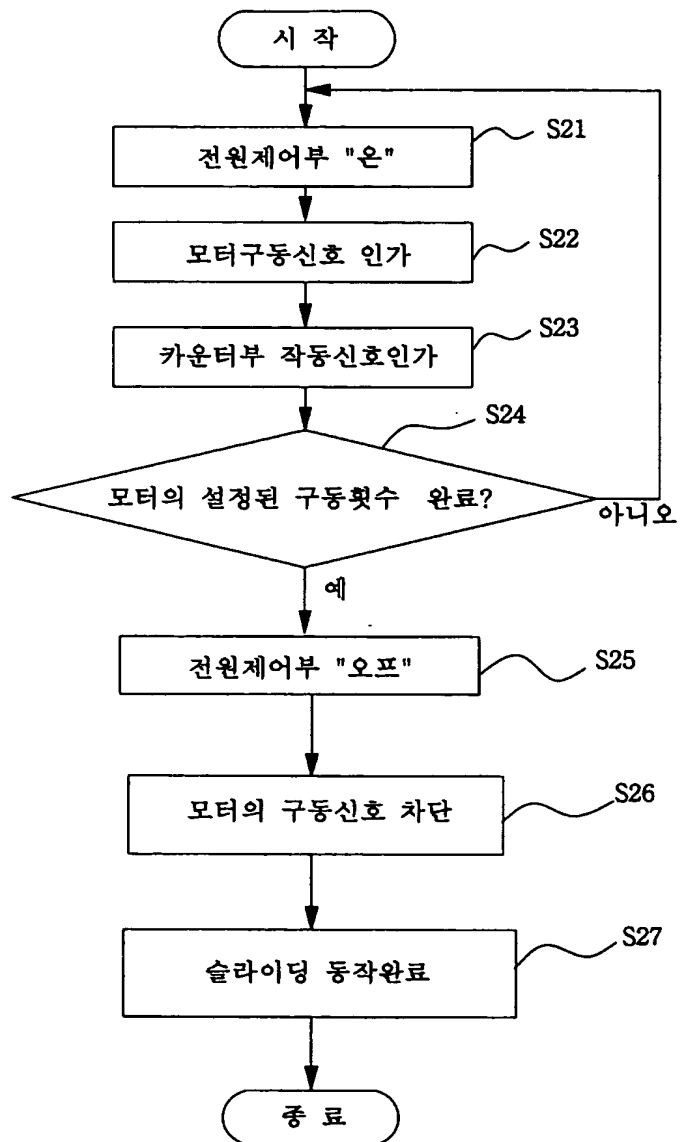 시 작
전원제어부 "온"
S21
모터구동신호 인가
S22
카운터부 작동신호인가
S23
S24
모터의 설정된 구동횟수 완료?
아니오
예
전원제어부 "오프"
S25
모터의 구동신호 차단
S26
슬라이딩 동작완료
S27
종 료